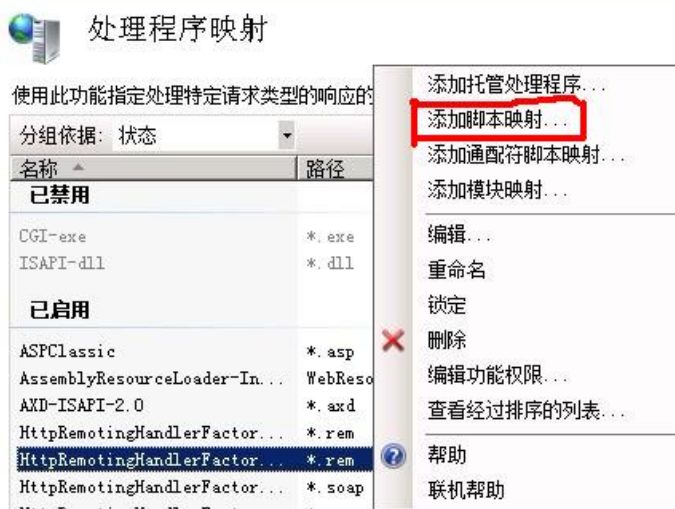 处理程序映射
使用此功能指定处理特定请求类型的响应的
分组依据: 状态
名称 路径
已禁用
CGI-exe *.exe
ISAPI-dll *.dll
已启用
ASPClassic *.asp
AssemblyResourceLoader-In... WebReso
AXD-ISAPI-2.0 *.axd
HttpRemotingHandlerFactor... *.rem
HttpRemotingHandlerFactor... *.rem
HttpRemotingHandlerFactor... *.soap
添加托管处理程序...
添加脚本映射...
添加通配符脚本映射...
添加模块映射...
编辑...
重命名
锁定
删除
编辑功能权限...
查看经过排序的列表...
帮助
联机帮助